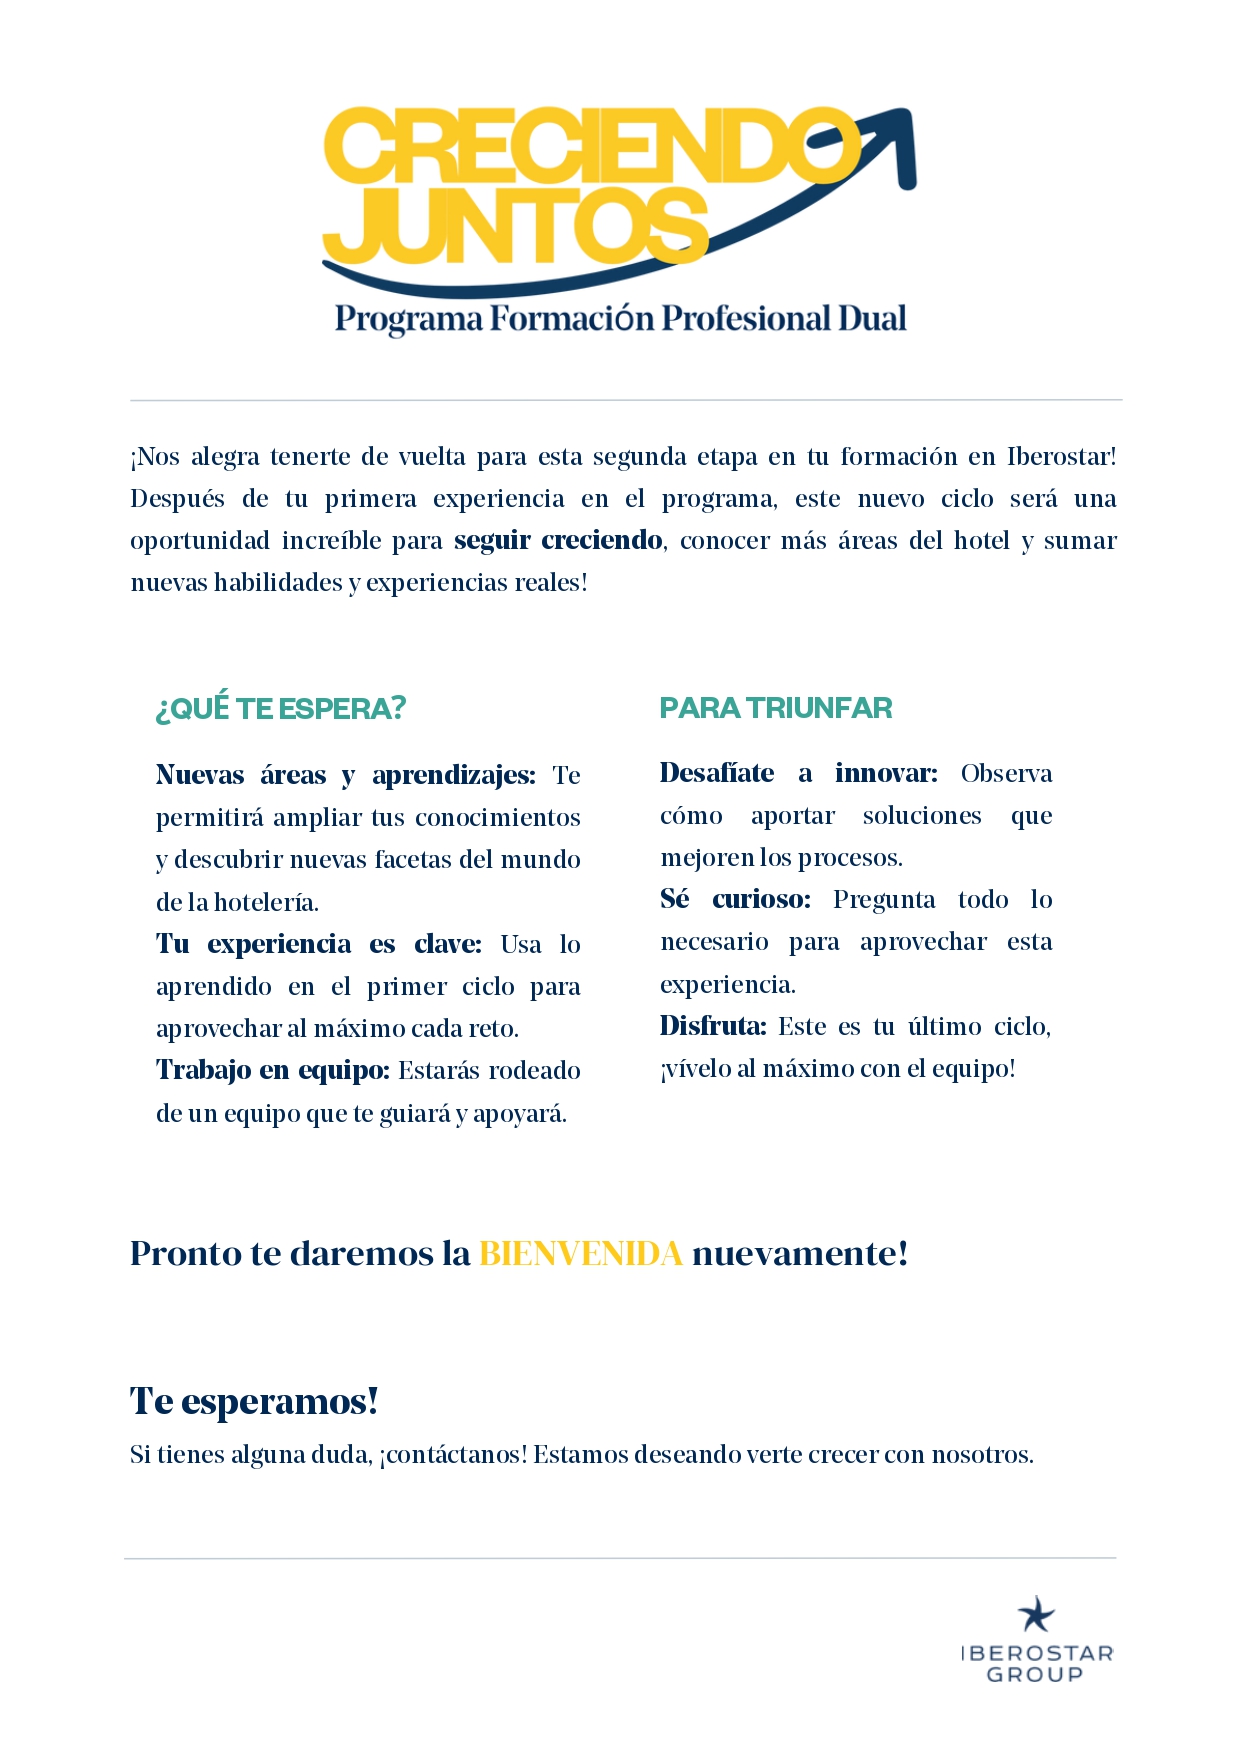 CRECIENDO
JUNTOS
Programa Formación Profesional Dual
¡Nos alegra tenerte de vuelta para esta segunda etapa en tu formación en Iberostar!
Después de tu primera experiencia en el programa, este nuevo ciclo será una
oportunidad increíble para seguir creciendo, conocer más áreas del hotel y sumar
nuevas habilidades y experiencias reales!
¿QUÉ TE ESPERA?
Nuevas áreas y aprendizajes: Te
permitirá ampliar tus conocimientos
y descubrir nuevas facetas del mundo
de la hotelería.
Tu experiencia es clave: Usa lo
aprendido en el primer ciclo para
aprovechar al máximo cada reto.
Trabajo en equipo: Estarás rodeado
de un equipo que te guiará y apoyará.
PARA TRIUNFAR
Desafíate a innovar: Observa
cómo aportar soluciones que
mejoren los procesos.
Sé curioso: Pregunta todo lo
necesario para aprovechar esta
experiencia.
Disfruta: Este es tu último ciclo,
¡vívelo al máximo con el equipo!
Pronto te daremos la BIENVENIDA nuevamente!
Te esperamos!
Si tienes alguna duda, ¡contáctanos! Estamos deseando verte crecer con nosotros.
IBEROSTAR
GROUP